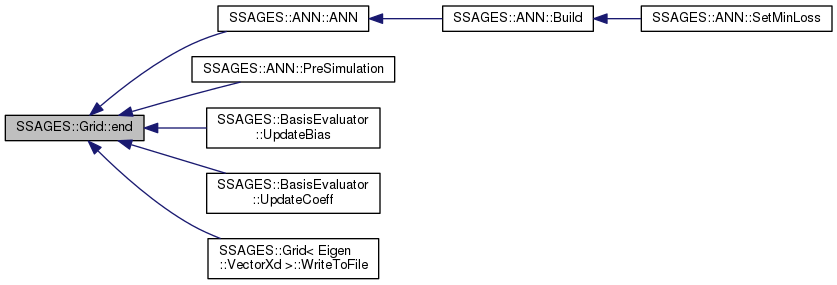 SSAGES::ANN::ANN
SSAGES::ANN::Build
SSAGES::ANN::SetMinLoss
SSAGES::ANN::PreSimulation
SSAGES::Grid::end
SSAGES::BasisEvaluator
::UpdateBias
SSAGES::BasisEvaluator
::UpdateCoeff
SSAGES::Grid< Eigen
::VectorXd >::WriteToFile